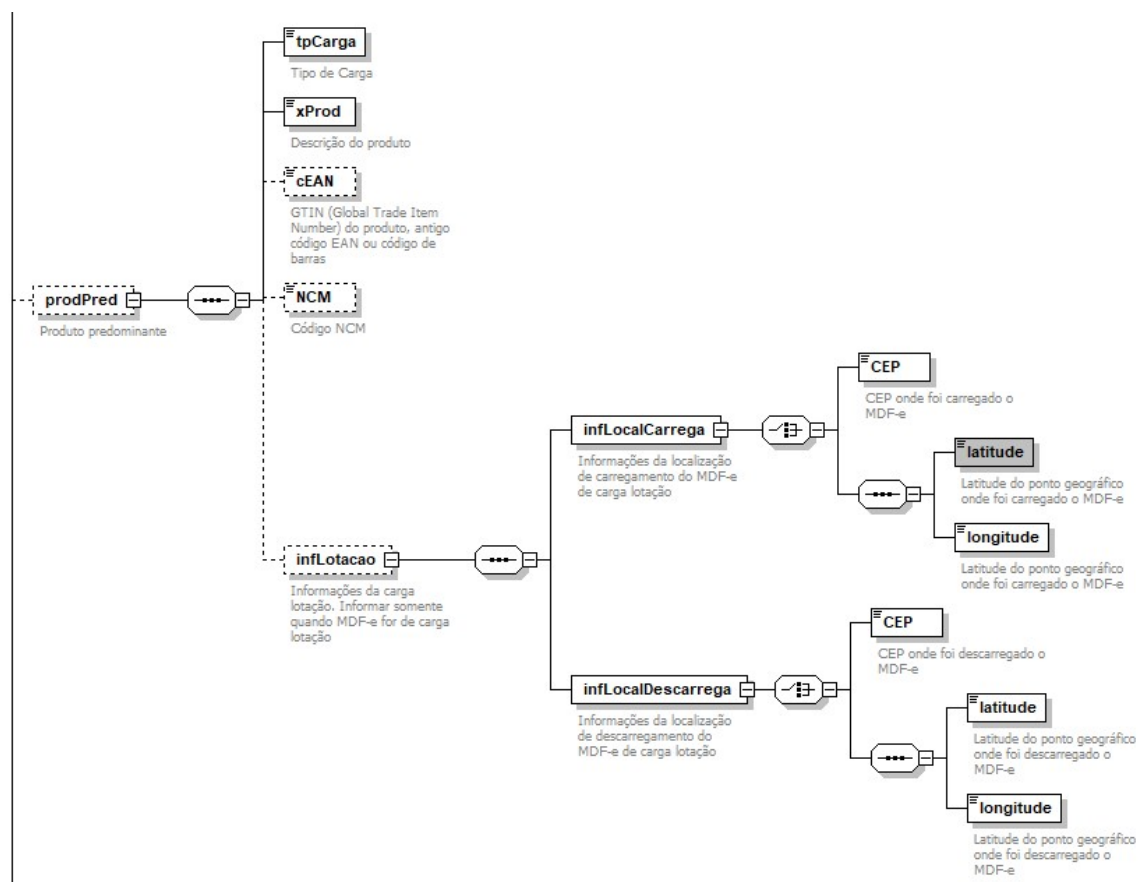 tpCarga
Tipo de Carga
xProd
Descrição do produto
cEAN
GTIN (Global Trade Item
Number) do produto, antigo
código EAN ou código de
barras
prodPred
Produto predominante
NCM
Código NCM
infLotacao
Informações da carga
lotação. Informar somente
quando MDF-e for de carga
lotação
infLocalCarrega
Informações da localização
de carregamento do MDF-e
de carga lotação
CEP
CEP onde foi carregado o
MDF-e
latitude
Latitude do ponto geográfico
onde foi carregado o MDF-e
longitude
Latitude do ponto geográfico
onde foi carregado o MDF-e
infLocalDescarrega
Informações da localização
de descarregamento do
MDF-e de carga lotação
CEP
CEP onde foi descarregado o
MDF-e
latitude
Latitude do ponto geográfico
onde foi descarregado o
MDF-e
longitude
Latitude do ponto geográfico
onde foi descarregado o
MDF-e